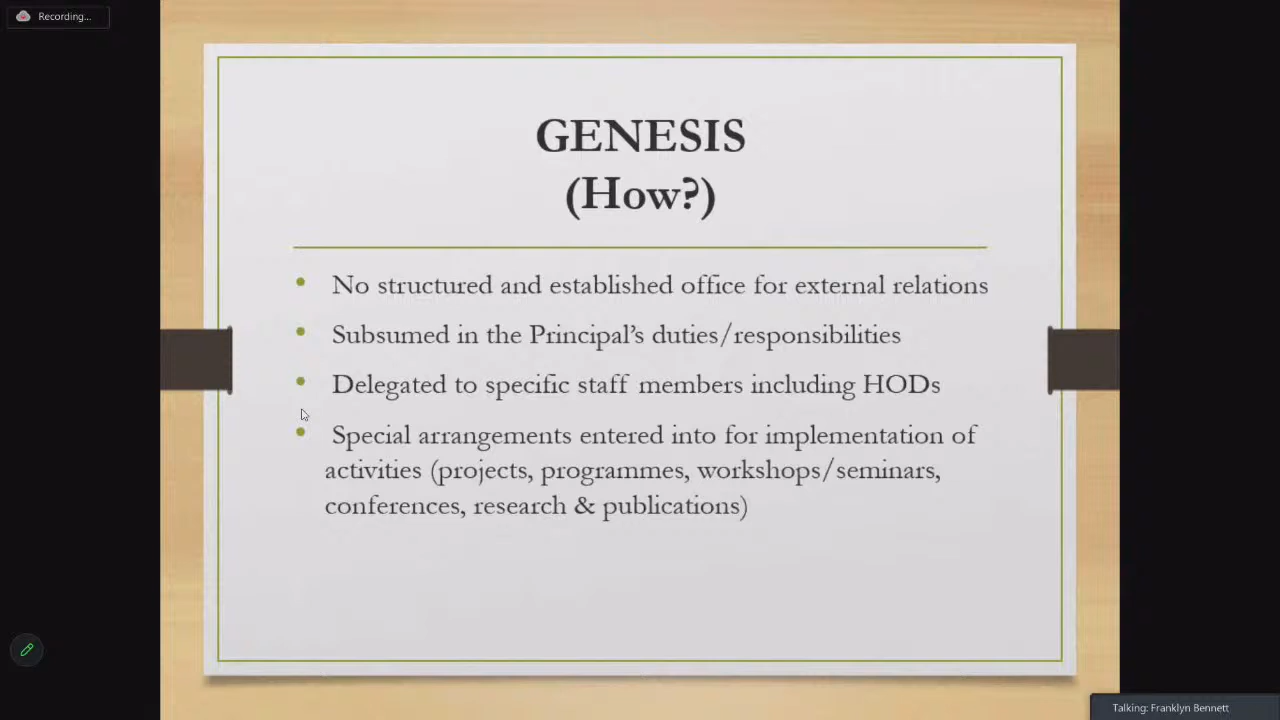 Recording...
GENESIS
(How?)
• No structured and established office for external relations
• Subsumed in the Principal’s duties/responsibilities
• Delegated to specific staff members including HODs
• Special arrangements entered into for implementation of
activities (projects, programmes, workshops/seminars,
conferences, research & publications)
Talking: Franklyn Bennett